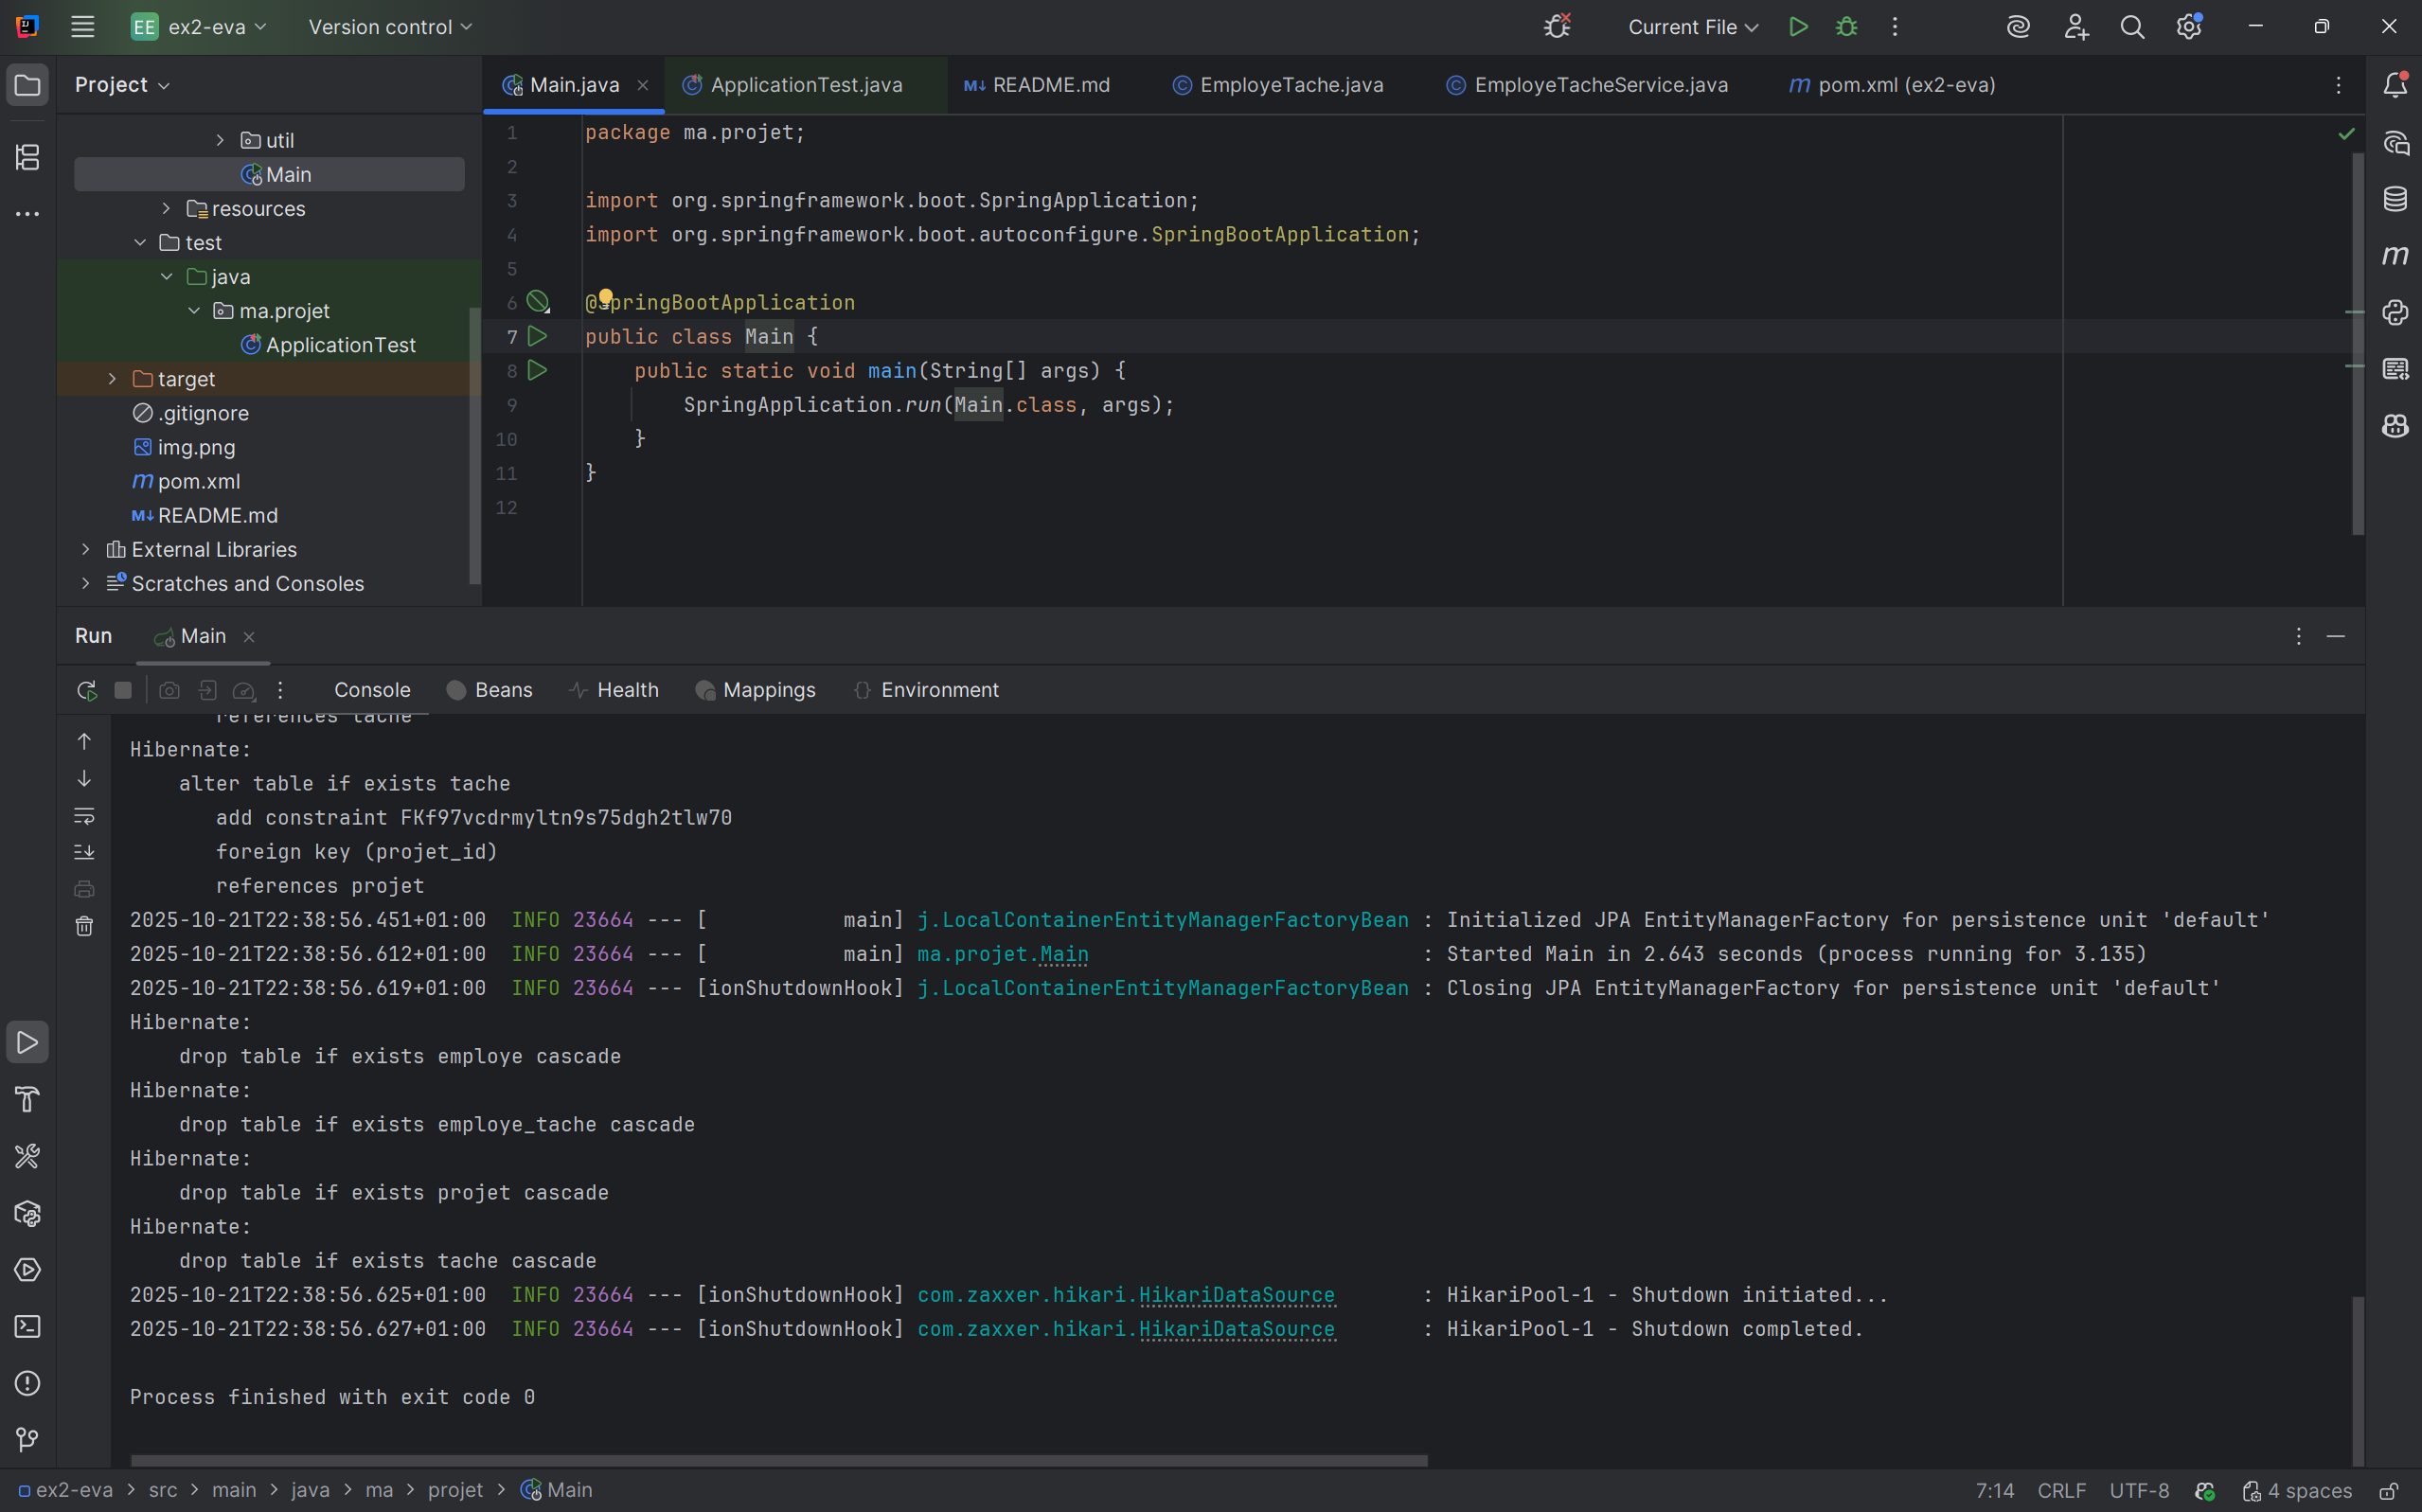 EE ex2-eva Version control Current File
Project
Main.java ApplicationTest.java M↓ README.md EmployeTache.java EmployeTacheService.java m pom.xml (ex2-eva)
util
Main
resources
test
java
ma.projet
ApplicationTest
target
.gitignore
img.png
m pom.xml
M↓ README.md
External Libraries
Scratches and Consoles
1 package ma.projet;
2
3 import org.springframework.boot.SpringApplication;
4 import org.springframework.boot.autoconfigure.SpringBootApplication;
5
6 @SpringBootApplication
7 public class Main {
8 public static void main(String[] args) {
9 SpringApplication.run(Main.class, args);
10 }
11 }
12
Run Main
Console Beans Health Mappings Environment
references tache
Hibernate:
alter table if exists tache
add constraint FKf97vcdrmyltn9s75dgh2tlw70
foreign key (projet_id)
references projet
2025-10-21T22:38:56.451+01:00 INFO 23664 --- [ main] j.LocalContainerEntityManagerFactoryBean : Initialized JPA EntityManagerFactory for persistence unit 'default'
2025-10-21T22:38:56.612+01:00 INFO 23664 --- [ main] ma.projet.Main : Started Main in 2.643 seconds (process running for 3.135)
2025-10-21T22:38:56.619+01:00 INFO 23664 --- [ionShutdownHook] j.LocalContainerEntityManagerFactoryBean : Closing JPA EntityManagerFactory for persistence unit 'default'
Hibernate:
drop table if exists employe cascade
Hibernate:
drop table if exists employe_tache cascade
Hibernate:
drop table if exists projet cascade
Hibernate:
drop table if exists tache cascade
2025-10-21T22:38:56.625+01:00 INFO 23664 --- [ionShutdownHook] com.zaxxer.hikari.HikariDataSource : HikariPool-1 - Shutdown initiated...
2025-10-21T22:38:56.627+01:00 INFO 23664 --- [ionShutdownHook] com.zaxxer.hikari.HikariDataSource : HikariPool-1 - Shutdown completed.
Process finished with exit code 0
ex2-eva > src > main > java > ma > projet > Main 7:14 CRLF UTF-8 4 spaces